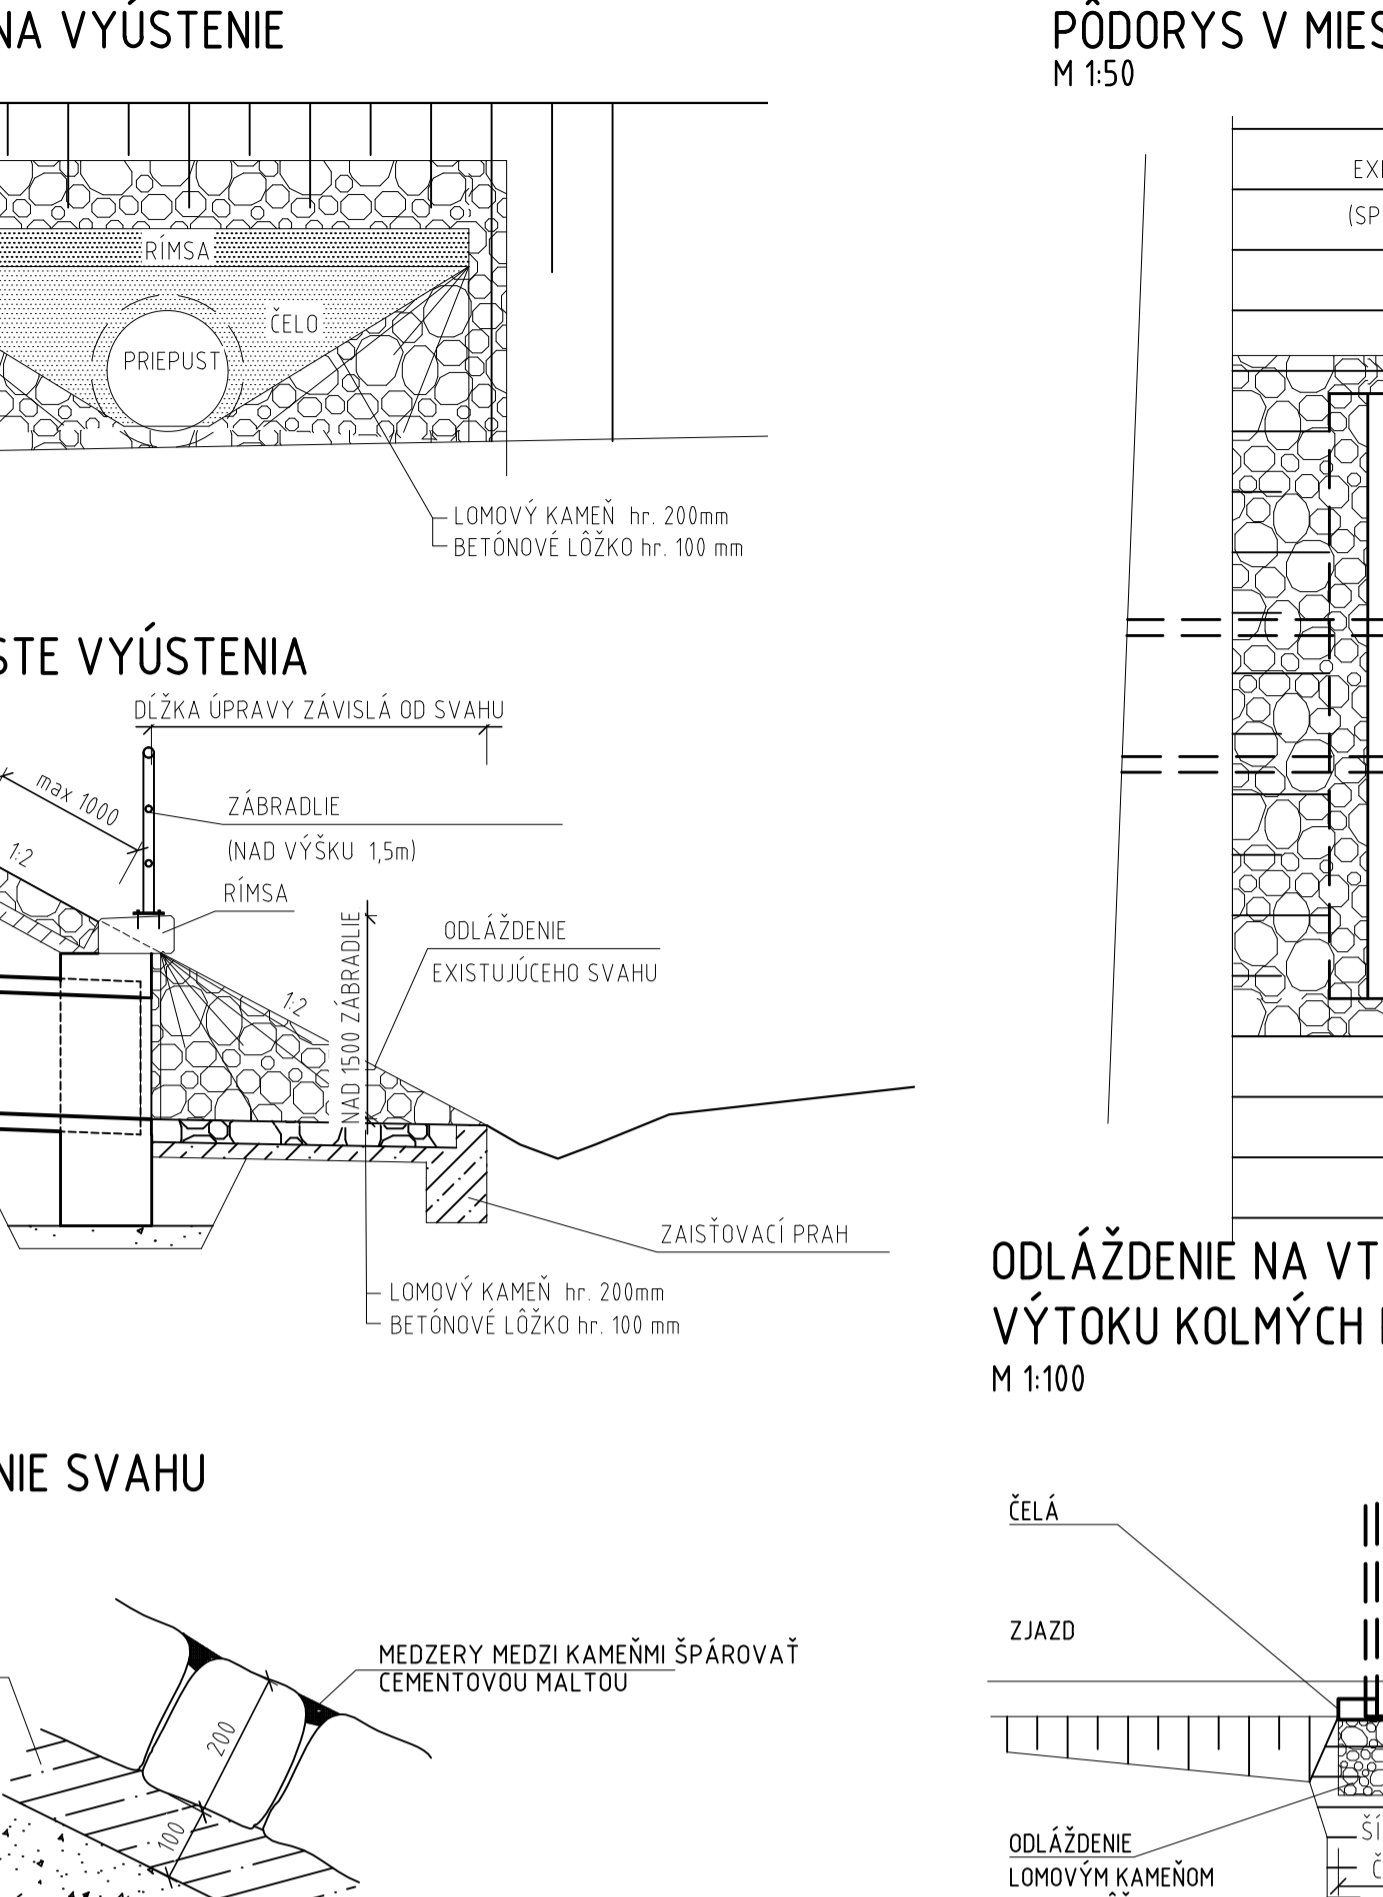 NA VYÚSTENIE
RÍMSA
ČELO
PRIEPUST
LOMOVÝ KAMEŇ hr. 200mm
BETÓNOVÉ LÔŽKO hr. 100 mm
STE VYÚSTENIA
DĹŽKA ÚPRAVY ZÁVISLÁ OD SVAHU
max 1000
1:2
ZÁBRADLIE
(NAD VÝŠKU 1,5m)
RÍMSA
NAD 1500 ZÁBRADLIE
ODLÁŽDENIE
EXISTUJÚCEHO SVAHU
1:2
ZAISŤOVACÍ PRAH
LOMOVÝ KAMEŇ hr. 200mm
BETÓNOVÉ LÔŽKO hr. 100 mm
NIE SVAHU
MEDZERY MEDZI KAMEŇMI ŠPÁROVAŤ
CEMENTOVOU MALTOU
200
100
PÔDORYS V MIES
M 1:50
EXI
(SP
ODLÁŽDENIE NA VT
VÝTOKU KOLMÝCH
M 1:100
ČELÁ
ZJAZD
ODLÁŽDENIE
LOMOVÝM KAMEŇOM
ŠÍ
Č